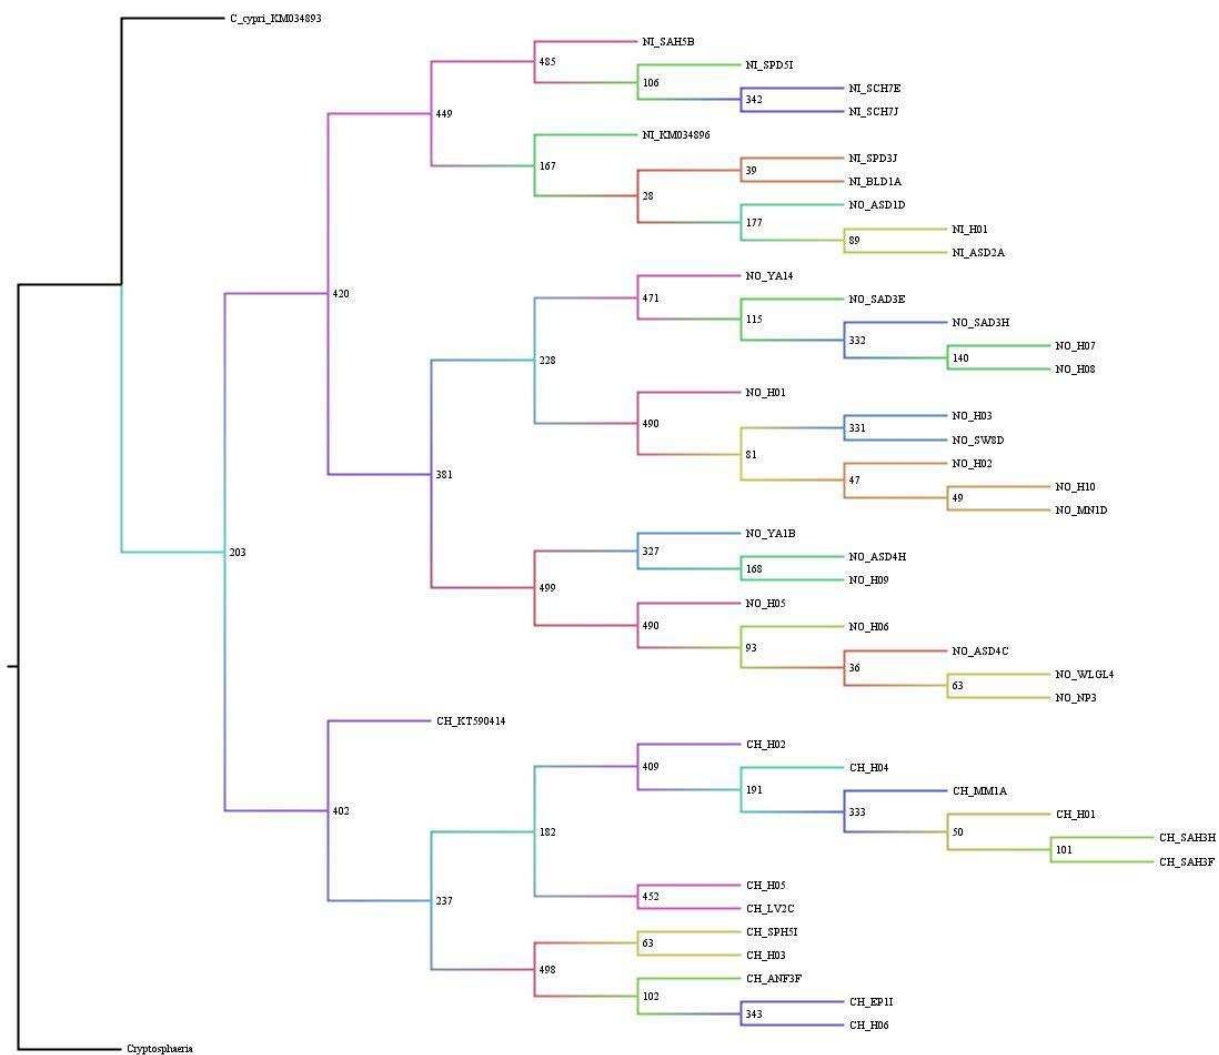 C_cypri_KM034893
NI_SAH5B
485
NI_SPD5I
106
NI_SCH7E
342
NI_SCH7J
449
NI_KM034896
167
NI_SPD3J
39
NI_BLD1A
28
NO_ASD1D
177
NI_H01
89
NI_ASD2A
420
NO_YA14
471
NO_SAD3E
115
NO_SAD3H
332
NO_H07
140
NO_H08
228
NO_H01
490
NO_H03
331
NO_SW8D
81
NO_H02
47
NO_H10
49
NO_MN1D
381
NO_YA1B
327
NO_ASD4H
168
NO_H09
499
NO_H05
490
NO_H06
93
NO_ASD4C
36
NO_WLGL4
63
NO_NP3
203
CH_KT590414
402
CH_H02
409
CH_H04
191
CH_MM1A
333
CH_H01
50
CH_SAH3H
101
CH_SAH3F
182
CH_H05
452
CH_LV2C
237
CH_SPH5I
63
CH_H03
498
CH_ANF3F
102
CH_EP1I
343
CH_H06
Cryptosphaeria